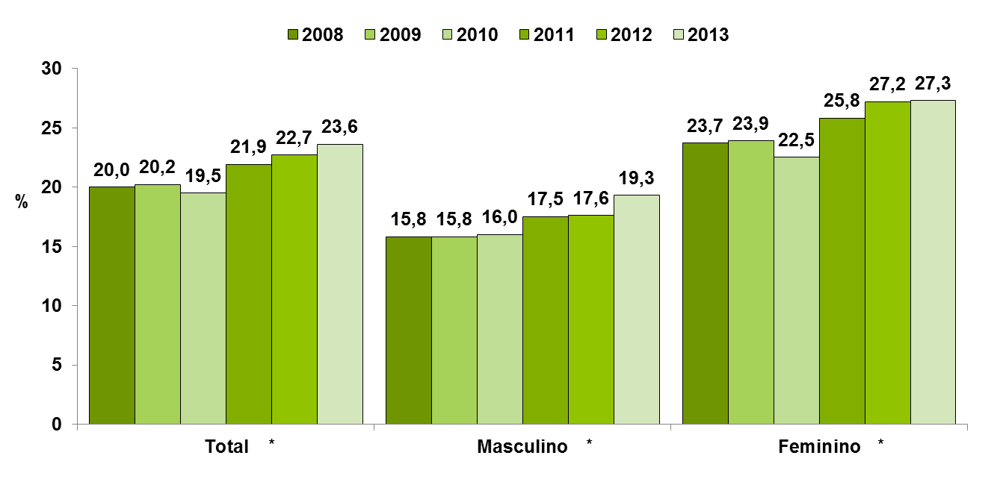 2008 2009 2010 2011 2012 2013
30
25
20
15
10
5
0
%
20,0 20,2 19,5 21,9 22,7 23,6
15,8 15,8 16,0 17,5 17,6 19,3
23,7 23,9 22,5 25,8 27,2 27,3
Total * Masculino * Feminino *